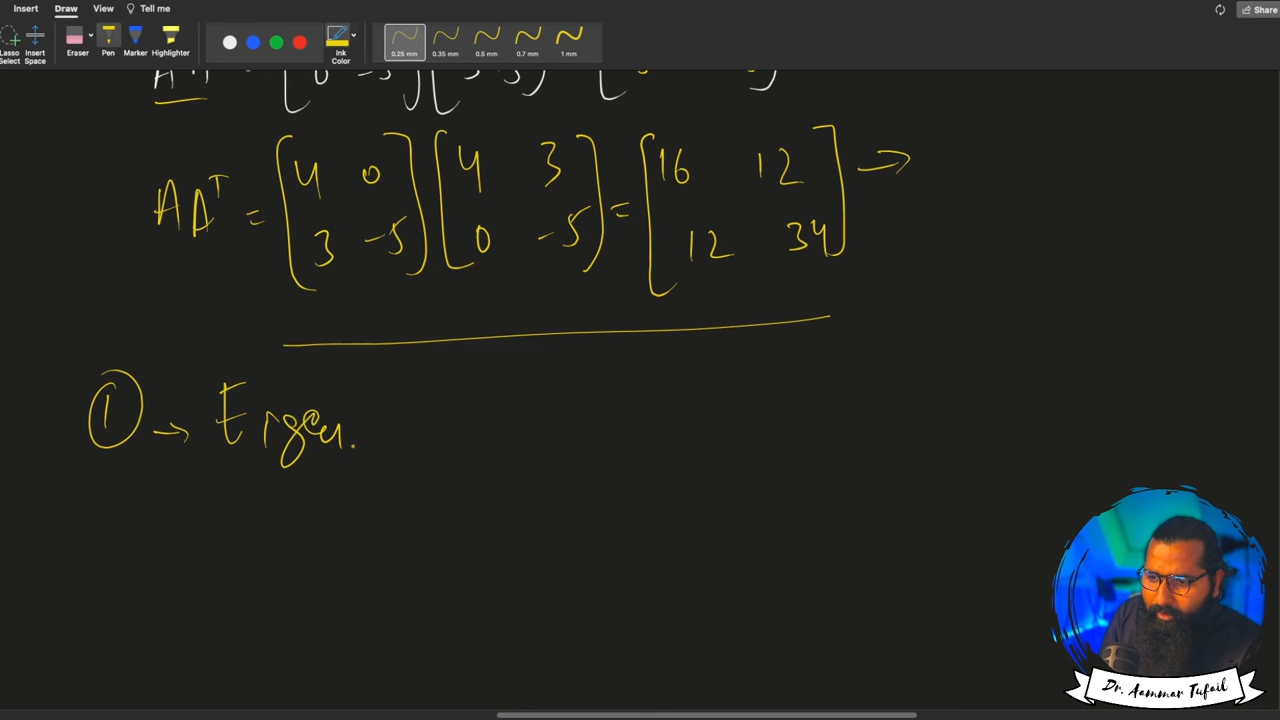 Insert Draw View Tell me Share
Lasso Select Insert Space Eraser Pen Marker Highlighter Ink Color 0.25 mm 0.35 mm 0.5 mm 0.7 mm 1 mm
AAᵀ = [4 0; 3 -5] [4 3; 0 -5] = [16 12; 12 34] →
① → Eigen.
Dr. Aammar Tufail